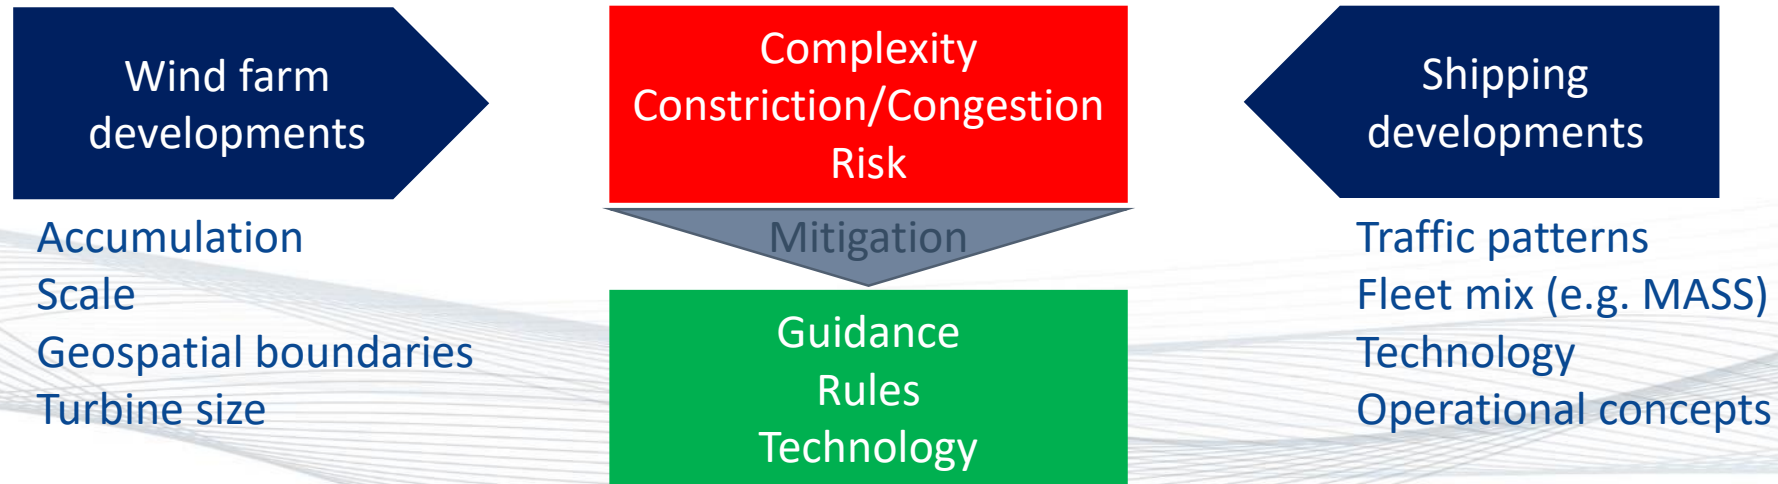 Wind farm
developments
Accumulation
Scale
Geospatial boundaries
Turbine size
Complexity
Constriction/Congestion
Risk
Mitigation
Guidance
Rules
Technology
Shipping
developments
Traffic patterns
Fleet mix (e.g. MASS)
Technology
Operational concepts